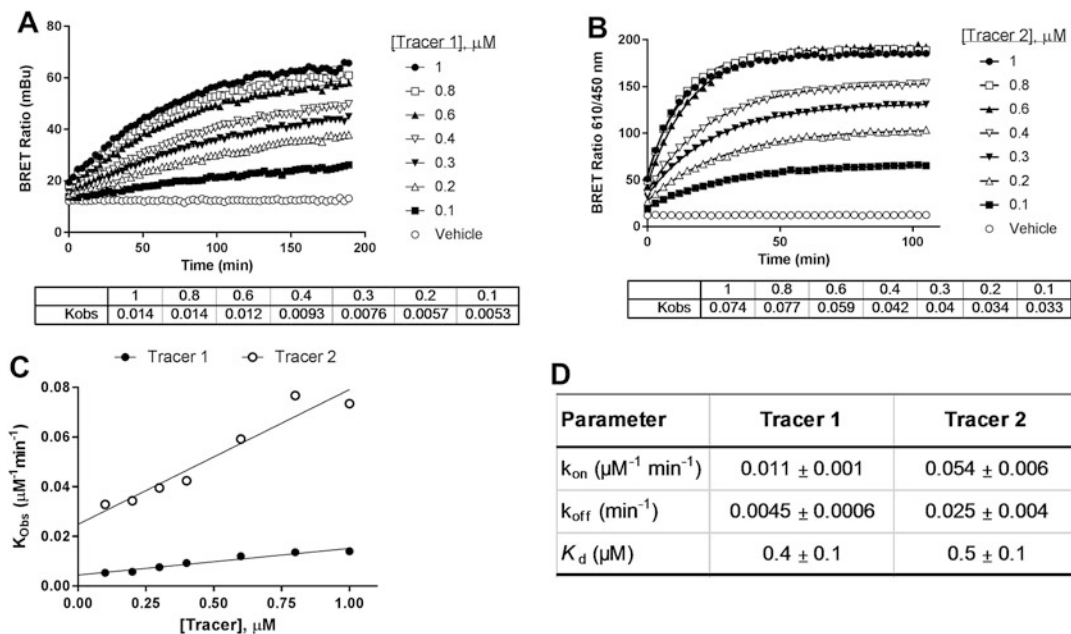 A
[Tracer 1], µM
BRET Ratio (mBu)
80
60
40
20
0
0 50 100 150 200
Time (min)
1
0.8
0.6
0.4
0.3
0.2
0.1
Vehicle
1 0.8 0.6 0.4 0.3 0.2 0.1
Kobs 0.014 0.014 0.012 0.0093 0.0076 0.0057 0.0053
B
[Tracer 2], µM
BRET Ratio 610/450 nm
200
150
100
50
0
0 50 100
Time (min)
1
0.8
0.6
0.4
0.3
0.2
0.1
Vehicle
1 0.8 0.6 0.4 0.3 0.2 0.1
Kobs 0.074 0.077 0.059 0.042 0.04 0.034 0.033
C
Tracer 1 Tracer 2
K_Obs (µM⁻¹min⁻¹)
0.08
0.06
0.04
0.02
0.00
0.00 0.25 0.50 0.75 1.00
[Tracer], µM
D
Parameter Tracer 1 Tracer 2
k_on (µM⁻¹ min⁻¹) 0.011 ± 0.001 0.054 ± 0.006
k_off (min⁻¹) 0.0045 ± 0.0006 0.025 ± 0.004
K_d (µM) 0.4 ± 0.1 0.5 ± 0.1